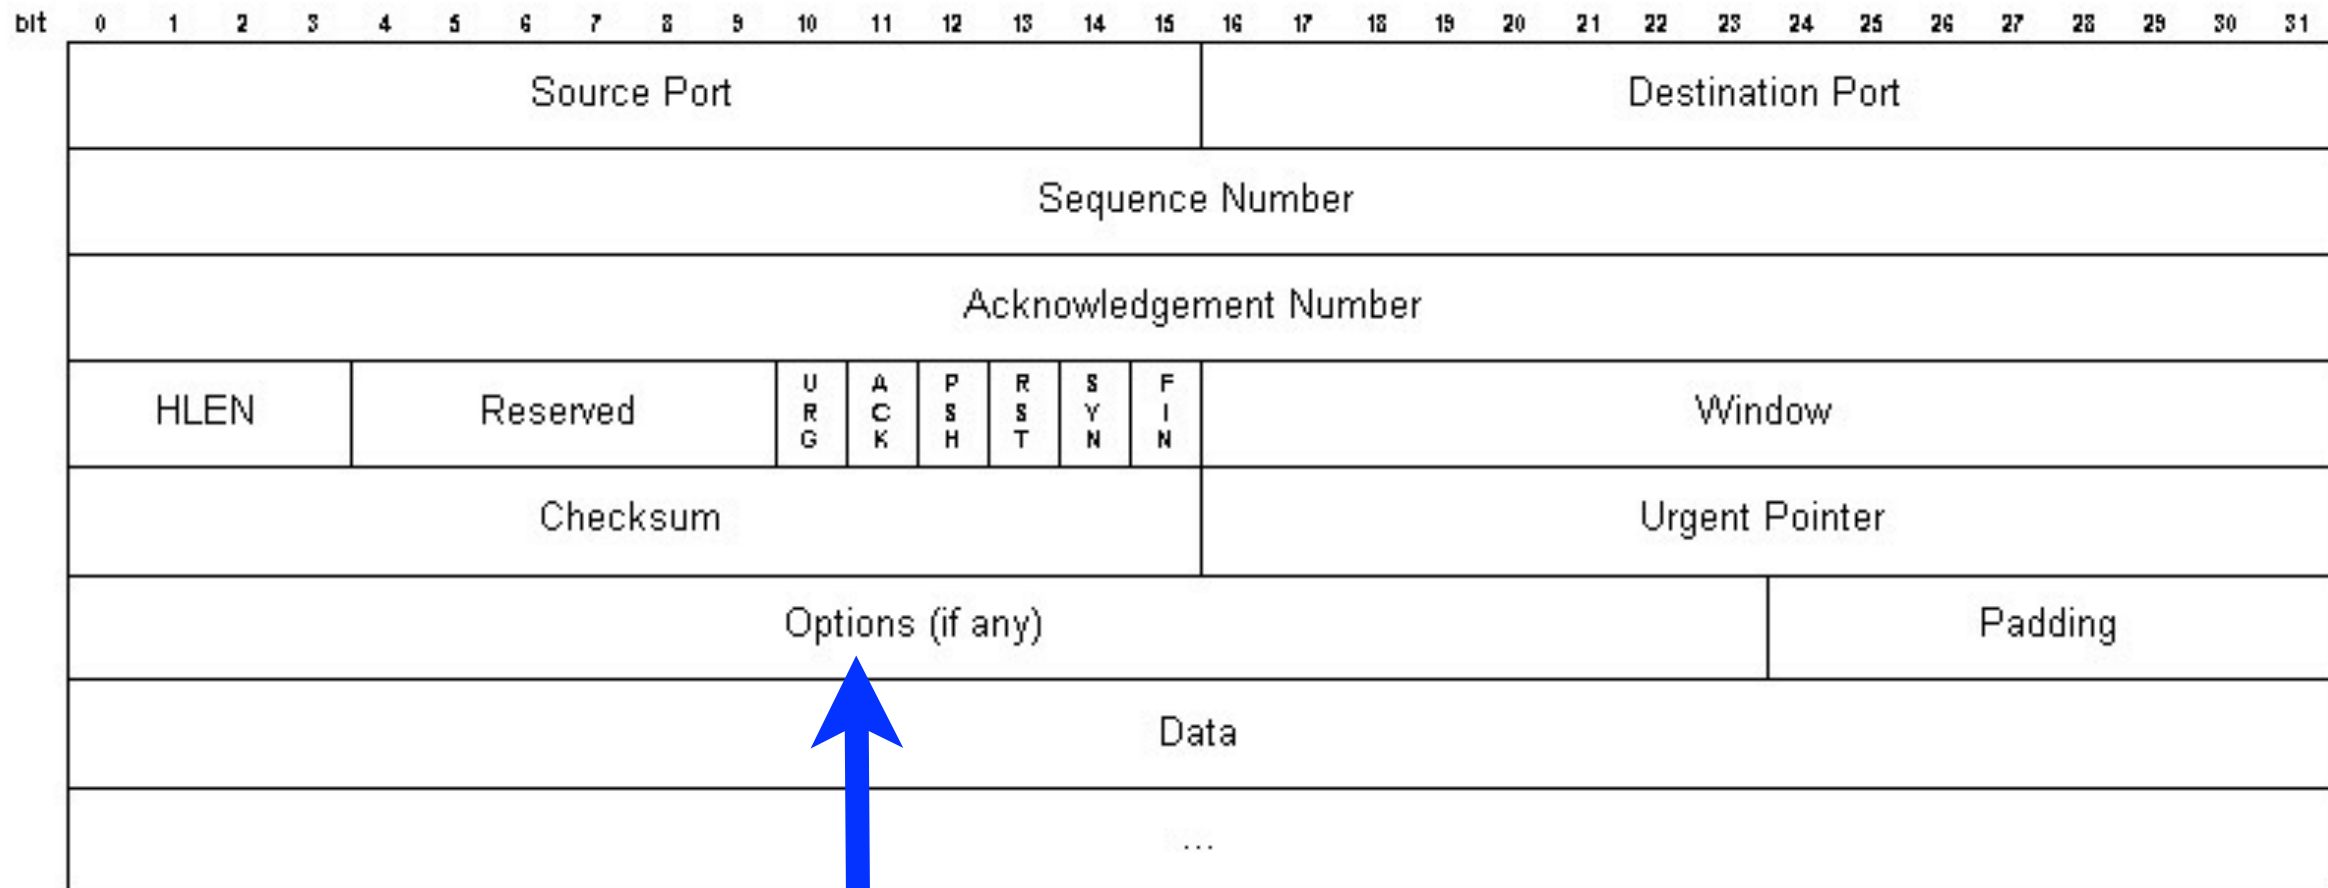 bit 0 1 2 3 4 5 6 7 8 9 10 11 12 13 14 15 16 17 18 19 20 21 22 23 24 25 26 27 28 29 30 31
Source Port Destination Port
Sequence Number
Acknowledgement Number
HLEN Reserved URG ACK PSH RST SYN FIN Window
Checksum Urgent Pointer
Options (if any) Padding
Data
...